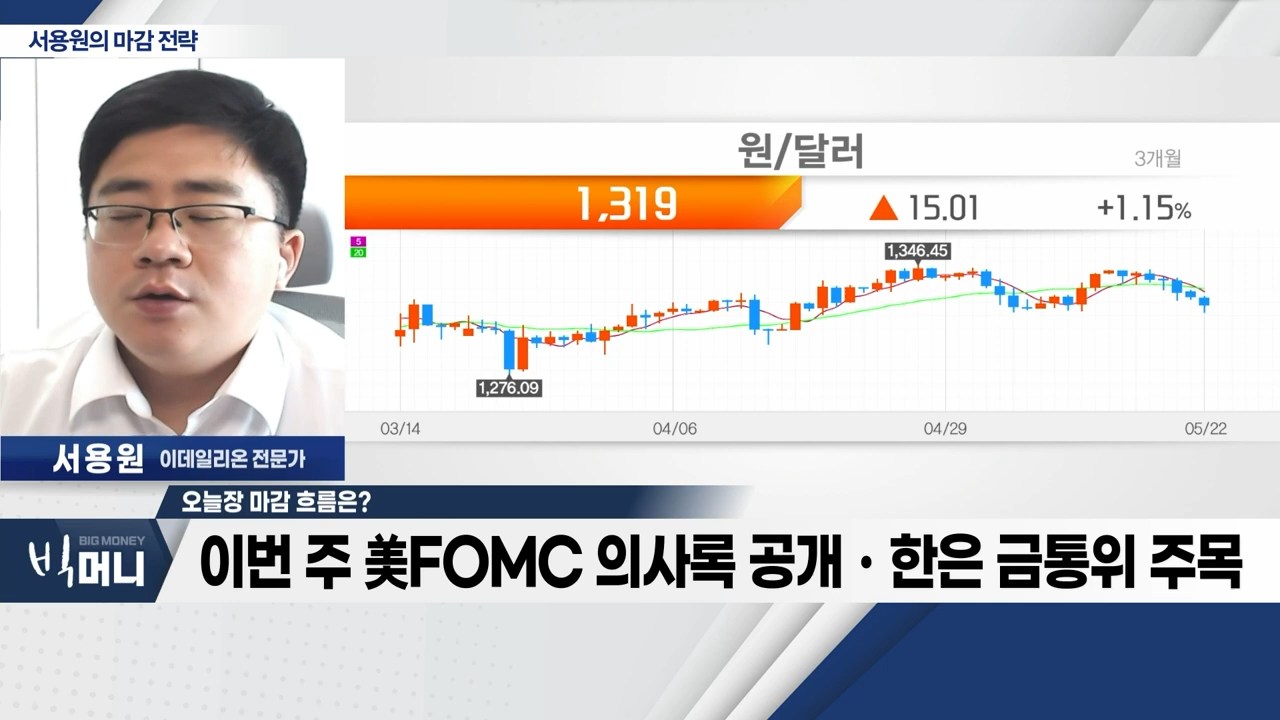 서용원의 마감 전략
원/달러
3개월
1,319
▲ 15.01
+1.15%
5
20
1,346.45
1,276.09
03/14
04/06
04/29
05/22
서용원 이데일리온 전문가
오늘장 마감 흐름은?
BIG MONEY
빅머니
이번 주 美FOMC 의사록 공개·한은 금통위 주목